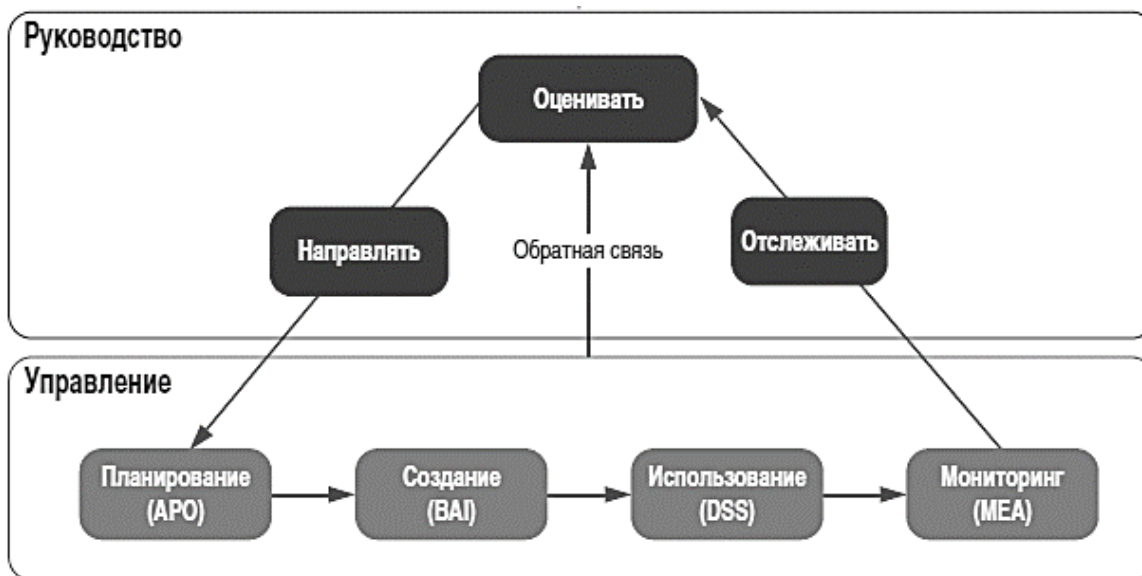 Руководство
Оценивать
Направлять
Обратная связь
Отслеживать
Управление
Планирование
(APO)
Создание
(BAI)
Использование
(DSS)
Мониторинг
(MEA)